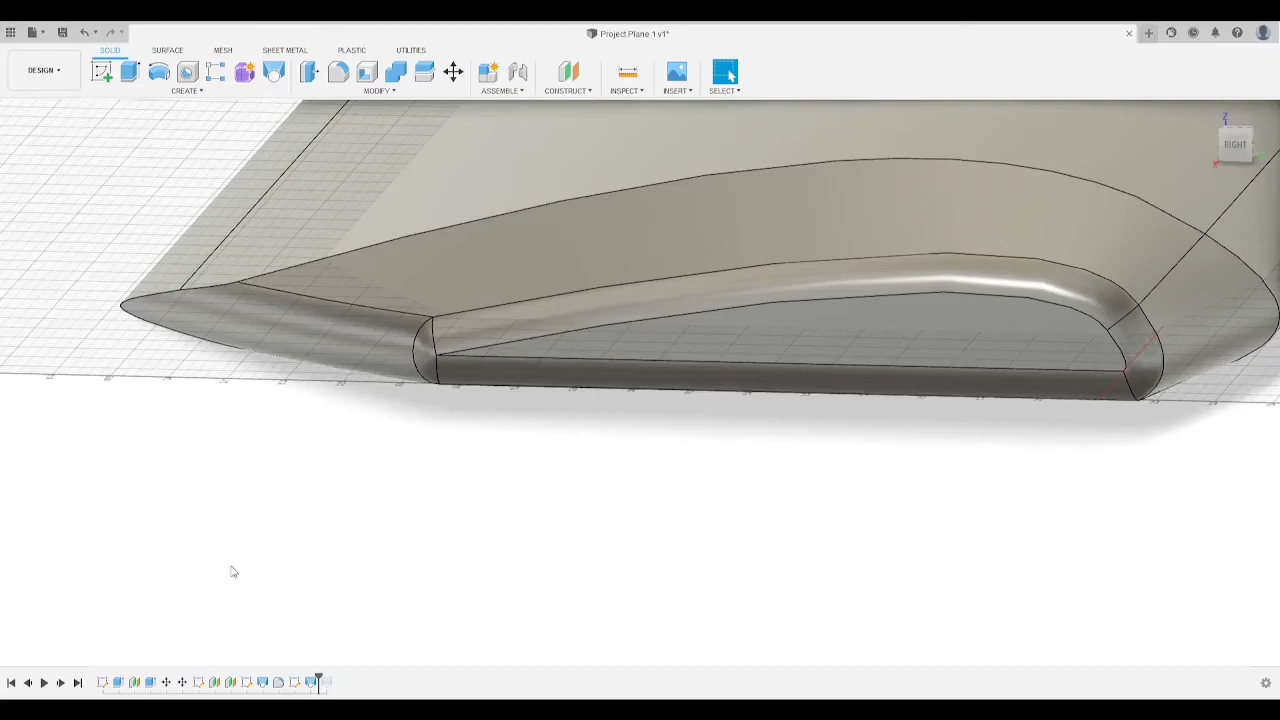 Project Plane 1 v1*
SOLID SURFACE MESH SHEET METAL PLASTIC UTILITIES
DESIGN
CREATE MODIFY ASSEMBLE CONSTRUCT INSPECT INSERT SELECT
Z
RIGHT
X